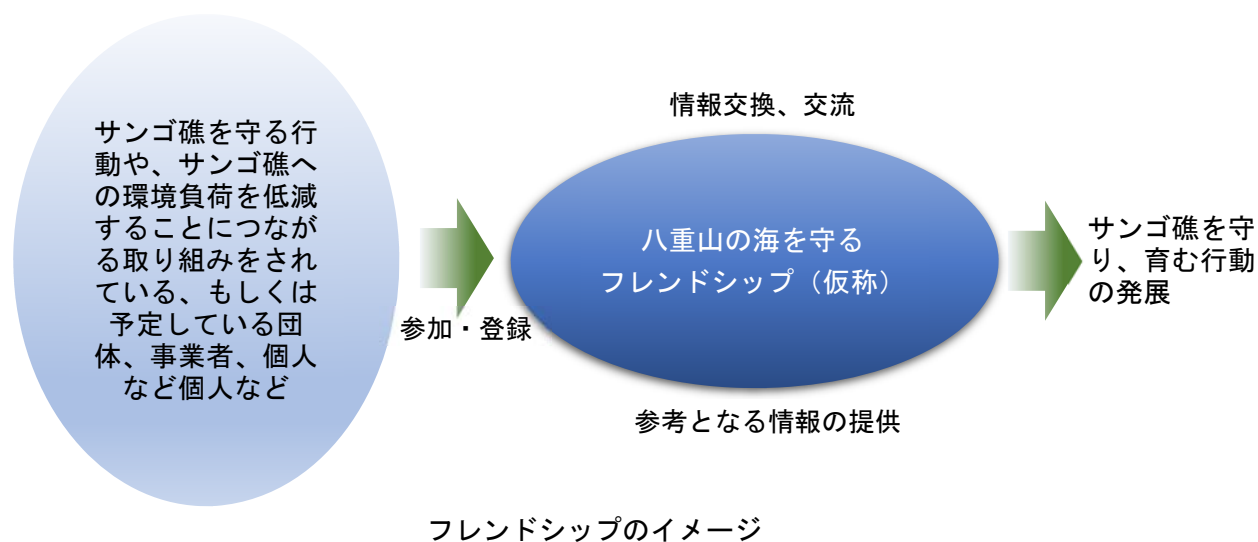 サンゴ礁を守る行
動や、サンゴ礁へ
の環境負荷を低減
することにつなが
る取り組みをされ
ている、もしくは
予定している団
体、事業者、個人
など個人など
参加・登録
情報交換、交流
八重山の海を守る
フレンドシップ（仮称）
参考となる情報の提供
サンゴ礁を守
り、育む行動
の発展
フレンドシップのイメージ